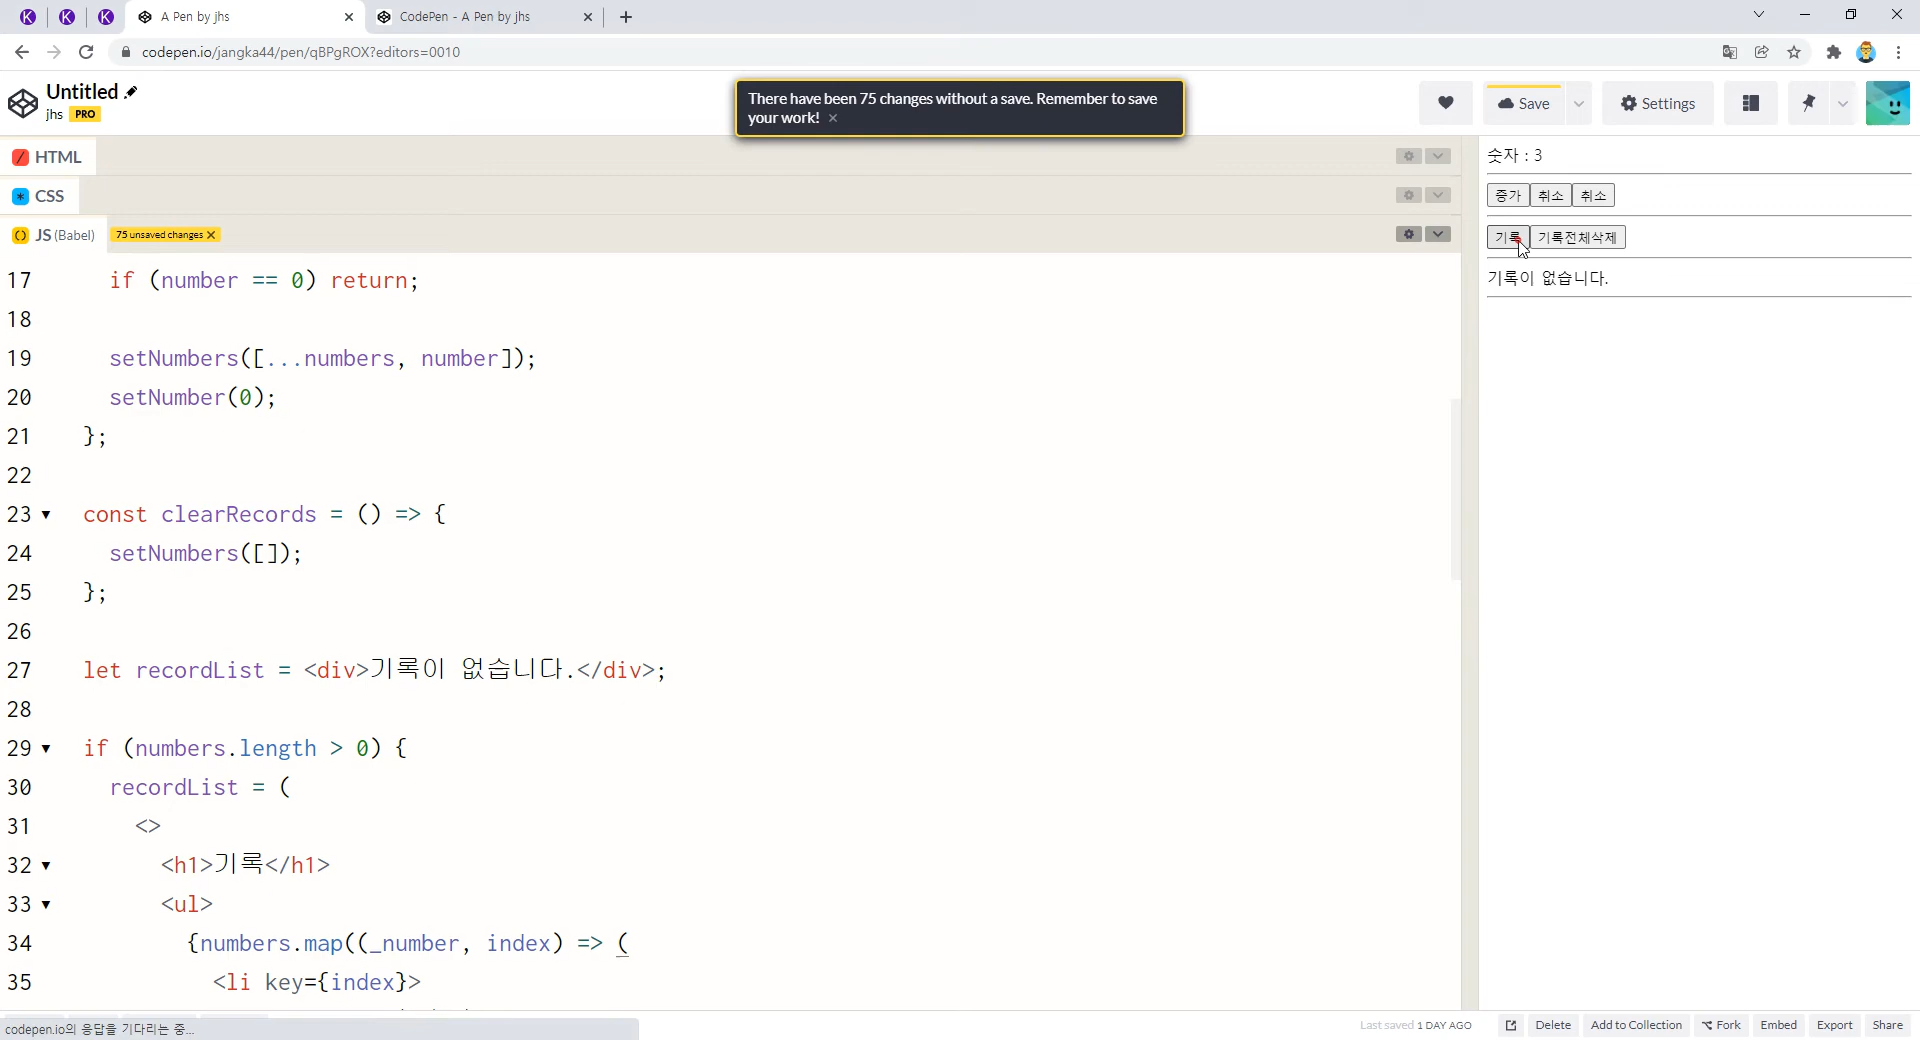 A Pen by jhs
CodePen - A Pen by jhs
codepen.io/jangka44/pen/qBPgROX?editors=0010
Untitled
jhs PRO
There have been 75 changes without a save. Remember to save
your work! ×
Save
Settings
HTML
CSS
JS (Babel) 75 unsaved changes
17 if (number == 0) return;
18
19 setNumbers([...numbers, number]);
20 setNumber(0);
21 };
22
23 const clearRecords = () => {
24 setNumbers([]);
25 };
26
27 let recordList = <div>기록이 없습니다.</div>;
28
29 if (numbers.length > 0) {
30 recordList = (
31 <>
32 <h1>기록</h1>
33 <ul>
34 {numbers.map((_number, index) => (
35 <li key={index}>
숫자 : 3
증가 취소 취소
기록 기록전체삭제
기록이 없습니다.
codepen.io의 응답을 기다리는 중...
Last saved 1 DAY AGO
Delete
Add to Collection
Fork
Embed
Export
Share